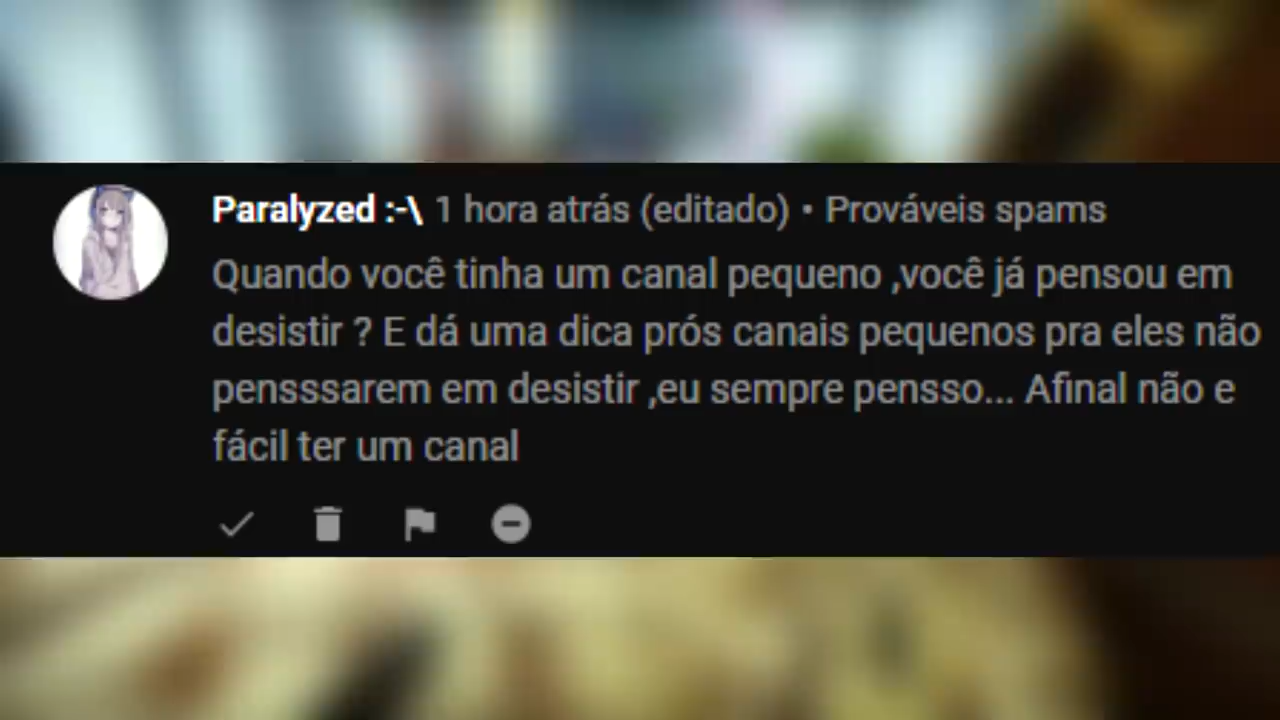 Paralyzed :-\ 1 hora atrás (editado) • Prováveis spams
Quando você tinha um canal pequeno ,você já pensou em
desistir ? E dá uma dica prós canais pequenos pra eles não
pensssarem em desistir ,eu sempre pensso... Afinal não e
fácil ter um canal